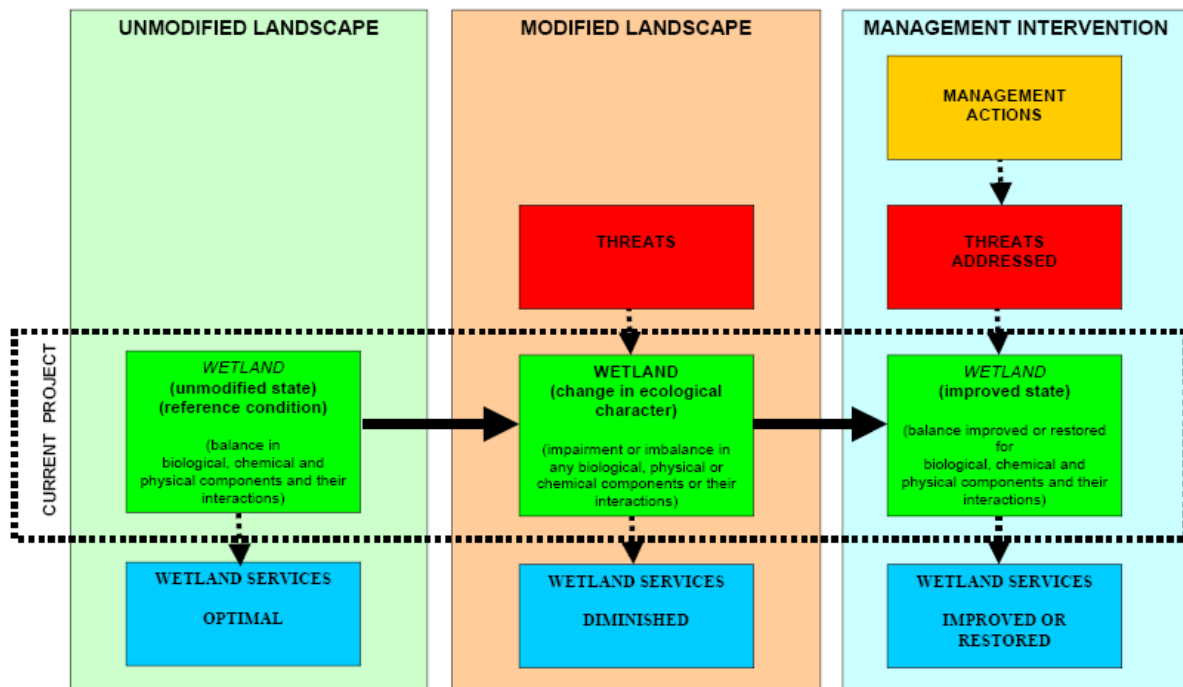 UNMODIFIED LANDSCAPE
MODIFIED LANDSCAPE
MANAGEMENT INTERVENTION
MANAGEMENT
ACTIONS
THREATS
THREATS
ADDRESSED
CURRENT PROJECT
WETLAND
(unmodified state)
(reference condition)
(balance in
biological, chemical and
physical components and their
interactions)
WETLAND
(change in ecological
character)
(impairment or imbalance in
any biological, physical or
chemical components or their
interactions)
WETLAND
(improved state)
(balance improved or restored
for
biological, chemical and
physical components and their
interactions)
WETLAND SERVICES
OPTIMAL
WETLAND SERVICES
DIMINISHED
WETLAND SERVICES
IMPROVED OR
RESTORED